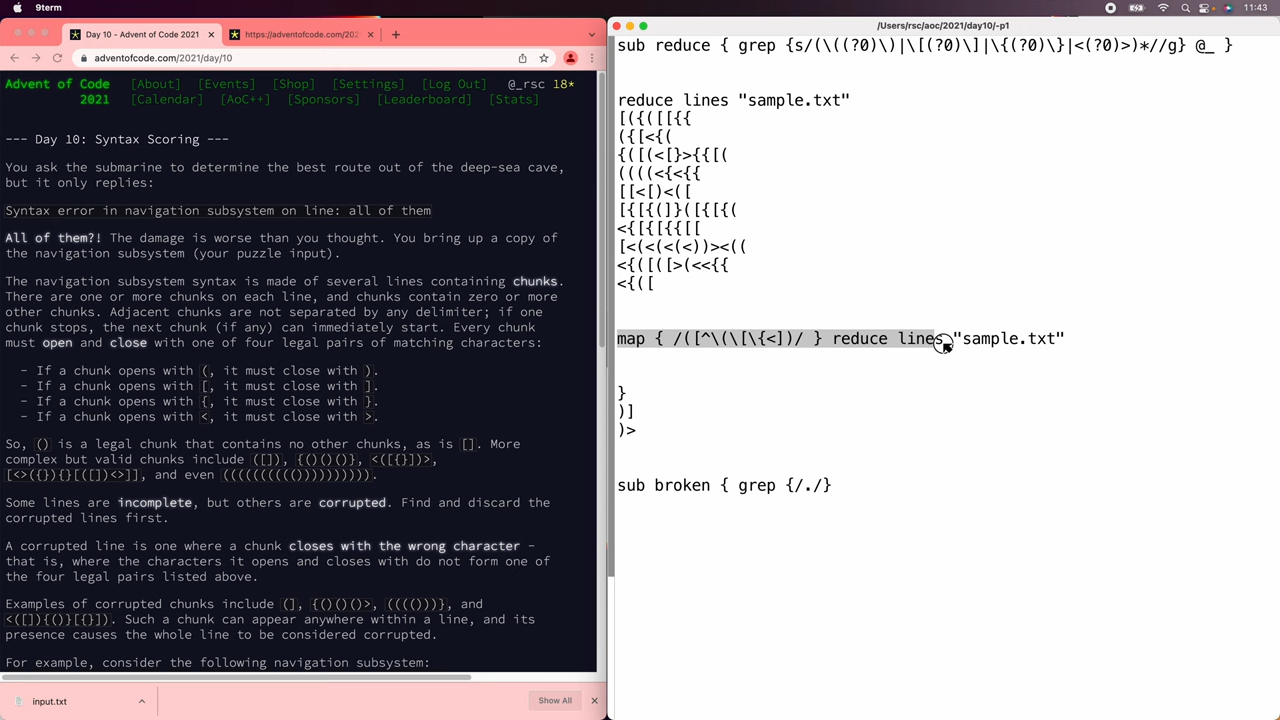 9term
11:43
Day 10 - Advent of Code 2021
https://adventofcode.com/202
adventofcode.com/2021/day/10
Advent of Code [About] [Events] [Shop] [Settings] [Log Out] @_rsc 18*
2021 [Calendar] [AoC++] [Sponsors] [Leaderboard] [Stats]
--- Day 10: Syntax Scoring ---
You ask the submarine to determine the best route out of the deep-sea cave,
but it only replies:
Syntax error in navigation subsystem on line: all of them
All of them?! The damage is worse than you thought. You bring up a copy of
the navigation subsystem (your puzzle input).
The navigation subsystem syntax is made of several lines containing chunks.
There are one or more chunks on each line, and chunks contain zero or more
other chunks. Adjacent chunks are not separated by any delimiter; if one
chunk stops, the next chunk (if any) can immediately start. Every chunk
must open and close with one of four legal pairs of matching characters:
- If a chunk opens with (, it must close with ).
- If a chunk opens with [, it must close with ].
- If a chunk opens with {, it must close with }.
- If a chunk opens with <, it must close with >.
So, () is a legal chunk that contains no other chunks, as is []. More
complex but valid chunks include ([]), {()()()}, <([{}])>,
[<>({}){}[([])<>]], and even (((((((((()))))))))).
Some lines are incomplete, but others are corrupted. Find and discard the
corrupted lines first.
A corrupted line is one where a chunk closes with the wrong character -
that is, where the characters it opens and closes with do not form one of
the four legal pairs listed above.
Examples of corrupted chunks include (], {()()()>, (((()))}, and
<([]){()}[{}]). Such a chunk can appear anywhere within a line, and its
presence causes the whole line to be considered corrupted.
For example, consider the following navigation subsystem:
input.txt
Show All
/Users/rsc/aoc/2021/day10/-p1
sub reduce { grep {s/(\((?0)\)|\[(?0)\]|\{(?0)\}|<(?0)>)*//g} @_ }
reduce lines "sample.txt"
[({([[{{
({[<{(
{([(<[}>{{[(
((((<{<{{
[[<[)<([
[{[{(]}([{[{(
<{[{[{{[[
[<(<(<(<{)><((
<{([([>(<<{{
<{([
map { /([^\(\[\{<])/ } reduce lines "sample.txt"
}
)]
)>
sub broken { grep {/./}